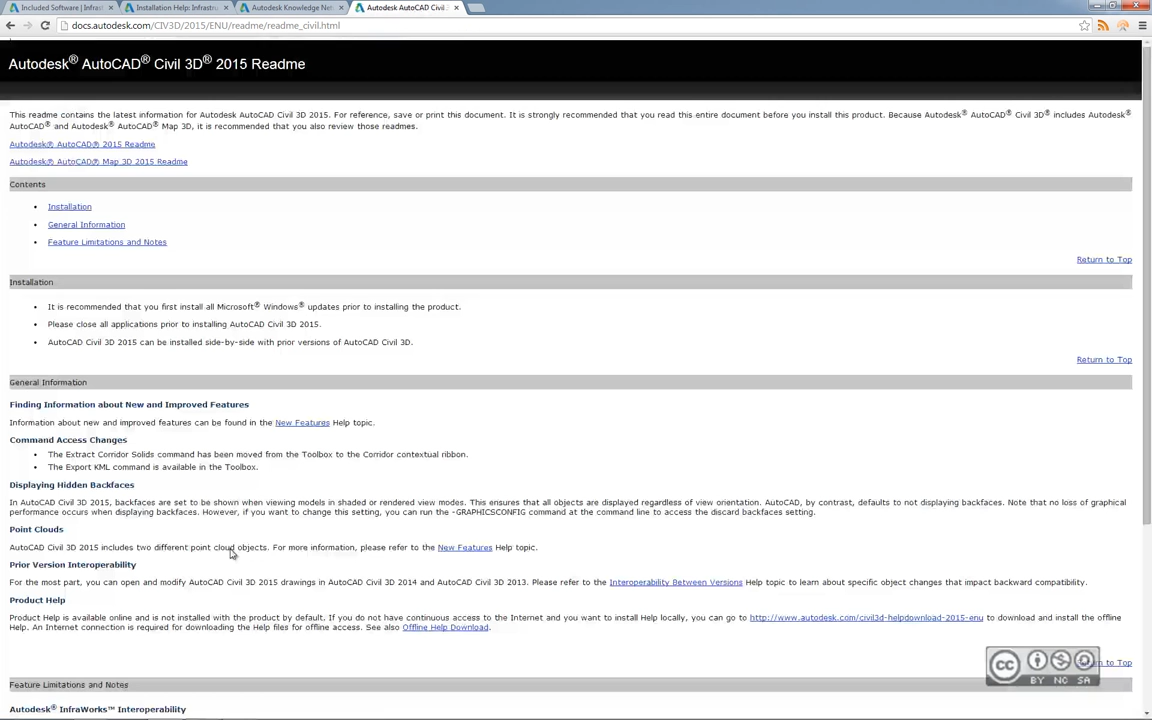 Included Software | Infrast
Installation Help: Infrastru
Autodesk Knowledge Net
Autodesk AutoCAD Civil 3
docs.autodesk.com/CIV3D/2015/ENU/readme/readme_civil.html
Autodesk® AutoCAD® Civil 3D® 2015 Readme
This readme contains the latest information for Autodesk AutoCAD Civil 3D 2015. For reference, save or print this document. It is strongly recommended that you read this entire document before you install this product. Because Autodesk® AutoCAD® Civil 3D® includes Autodesk®
AutoCAD® and Autodesk® AutoCAD® Map 3D, it is recommended that you also review those readmes.
Autodesk® AutoCAD® 2015 Readme
Autodesk® AutoCAD® Map 3D 2015 Readme
Contents
• Installation
• General Information
• Feature Limitations and Notes
Return to Top
Installation
• It is recommended that you first install all Microsoft® Windows® updates prior to installing the product.
• Please close all applications prior to installing AutoCAD Civil 3D 2015.
• AutoCAD Civil 3D 2015 can be installed side-by-side with prior versions of AutoCAD Civil 3D.
Return to Top
General Information
Finding Information about New and Improved Features
Information about new and improved features can be found in the New Features Help topic.
Command Access Changes
• The Extract Corridor Solids command has been moved from the Toolbox to the Corridor contextual ribbon.
• The Export KML command is available in the Toolbox.
Displaying Hidden Backfaces
In AutoCAD Civil 3D 2015, backfaces are set to be shown when viewing models in shaded or rendered view modes. This ensures that all objects are displayed regardless of view orientation. AutoCAD, by contrast, defaults to not displaying backfaces. Note that no loss of graphical
performance occurs when displaying backfaces. However, if you want to change this setting, you can run the -GRAPHICSCONFIG command at the command line to access the discard backfaces setting.
Point Clouds
AutoCAD Civil 3D 2015 includes two different point cloud objects. For more information, please refer to the New Features Help topic.
Prior Version Interoperability
For the most part, you can open and modify AutoCAD Civil 3D 2015 drawings in AutoCAD Civil 3D 2014 and AutoCAD Civil 3D 2013. Please refer to the Interoperability Between Versions Help topic to learn about specific object changes that impact backward compatibility.
Product Help
Product Help is available online and is not installed with the product by default. If you do not have continuous access to the Internet and you want to install Help locally, you can go to http://www.autodesk.com/civil3d-helpdownload-2015-enu to download and install the offline
Help. An Internet connection is required for downloading the Help files for offline access. See also Offline Help Download.
to Top
CC BY NC SA
Feature Limitations and Notes
Autodesk® InfraWorks™ Interoperability